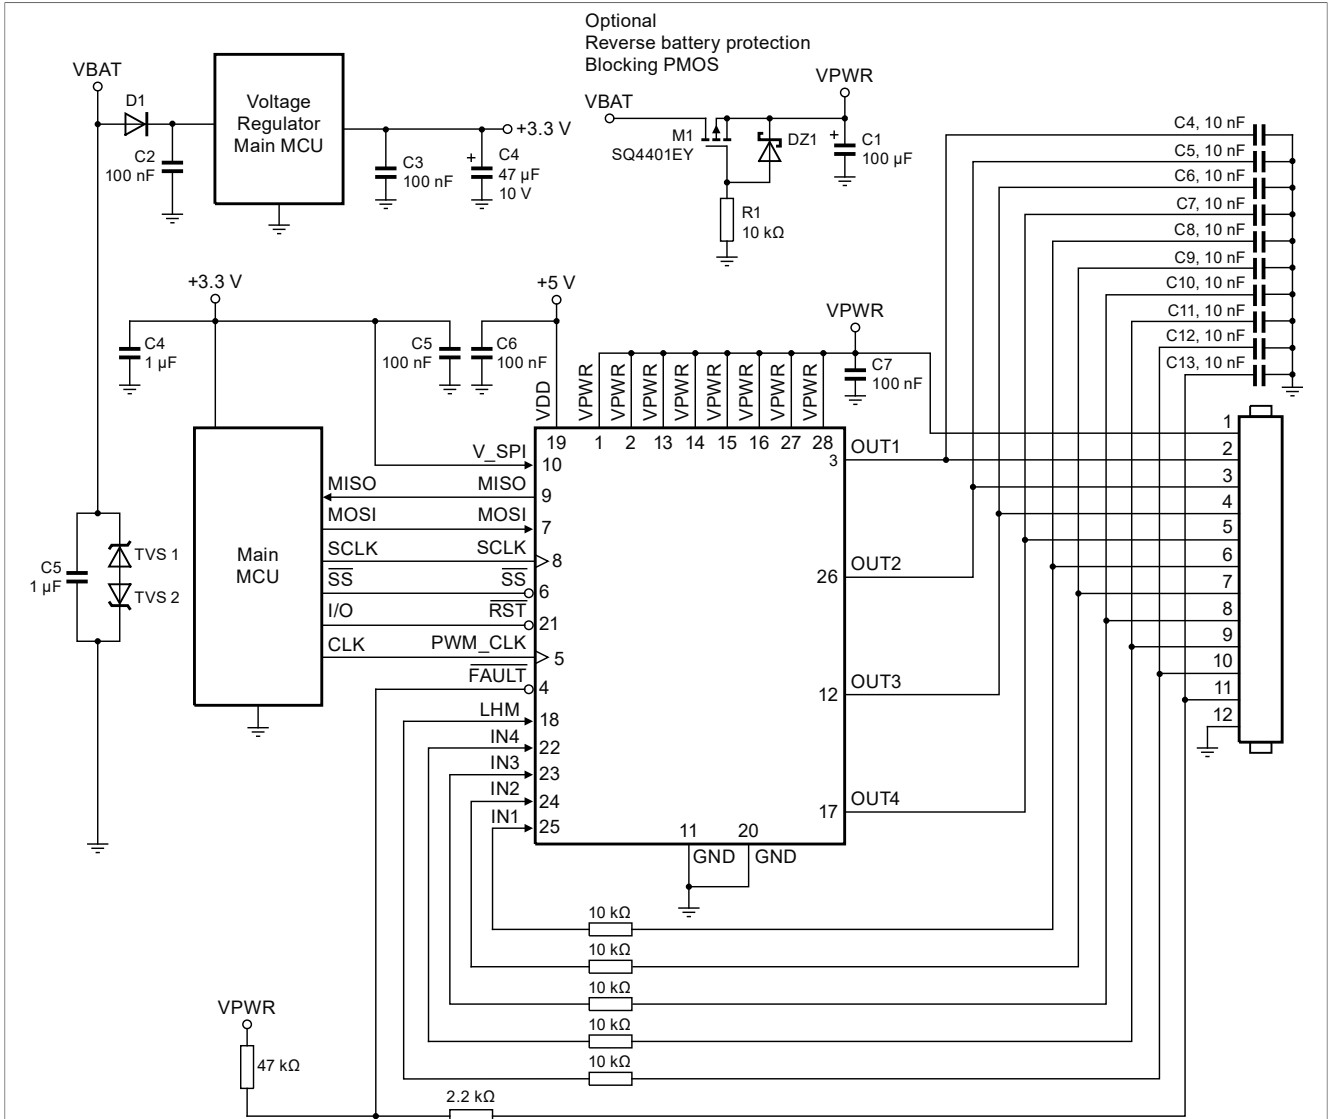 Optional
Reverse battery protection
Blocking PMOS
VBAT
D1
C2
100 nF
Voltage
Regulator
Main MCU
+3.3 V
C3
100 nF
+
C4
47 µF
10 V
VBAT
M1
SQ4401EY
DZ1
VPWR
+
C1
100 µF
R1
10 kΩ
C4, 10 nF
C5, 10 nF
C6, 10 nF
C7, 10 nF
C8, 10 nF
C9, 10 nF
C10, 10 nF
C11, 10 nF
C12, 10 nF
C13, 10 nF
+3.3 V
C4
1 µF
C5
100 nF
+5 V
C6
100 nF
VPWR
C7
100 nF
VDD
VPWR
VPWR
VPWR
VPWR
VPWR
VPWR
VPWR
VPWR
19
1
2
13
14
15
16
27
28
V_SPI
10
MISO
MISO
9
MOSI
MOSI
7
SCLK
SCLK
8
SS
SS
6
I/O
RST
21
CLK
PWM_CLK
5
FAULT
4
LHM
18
IN4
22
IN3
23
IN2
24
IN1
25
Main
MCU
C5
1 µF
TVS 1
TVS 2
3
OUT1
26
OUT2
12
OUT3
17
OUT4
11
20
GND
GND
1
2
3
4
5
6
7
8
9
10
11
12
10 kΩ
10 kΩ
10 kΩ
10 kΩ
10 kΩ
VPWR
47 kΩ
2.2 kΩ